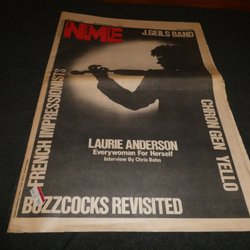 NME
J.GEILS BAND
FRENCH IMPRESSIONISTS
CHRON GEN YELLO
LAURIE ANDERSON
Everywoman For Herself
Interview By Chris Bohn
BUZZCOCKS REVISITED